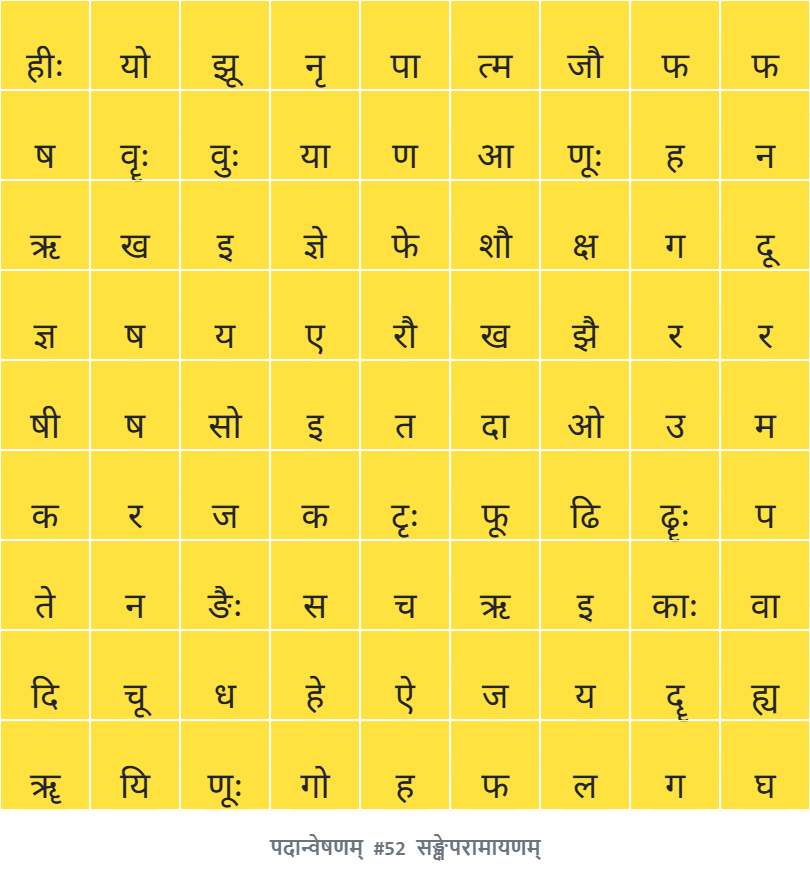 हीः यो झू नृ पा त्म जौ फ फ
ष वॄः वुः या ण आ णूः ह न
ऋ ख इ ज्ञे फे शौ क्ष ग दू
ज्ञ ष य ए रौ ख झै र र
षी ष सो इ त दा ओ उ म
क र ज क टृः फू ढि ढॄः प
ते न ङैः स च ऋ इ काः वा
दि चू ध हे ऐ ज य दॄ ह्य
ॠ यि णूः गो ह फ ल ग घ
पदान्वेषणम् #52 सङ्क्षेपरामायणम्